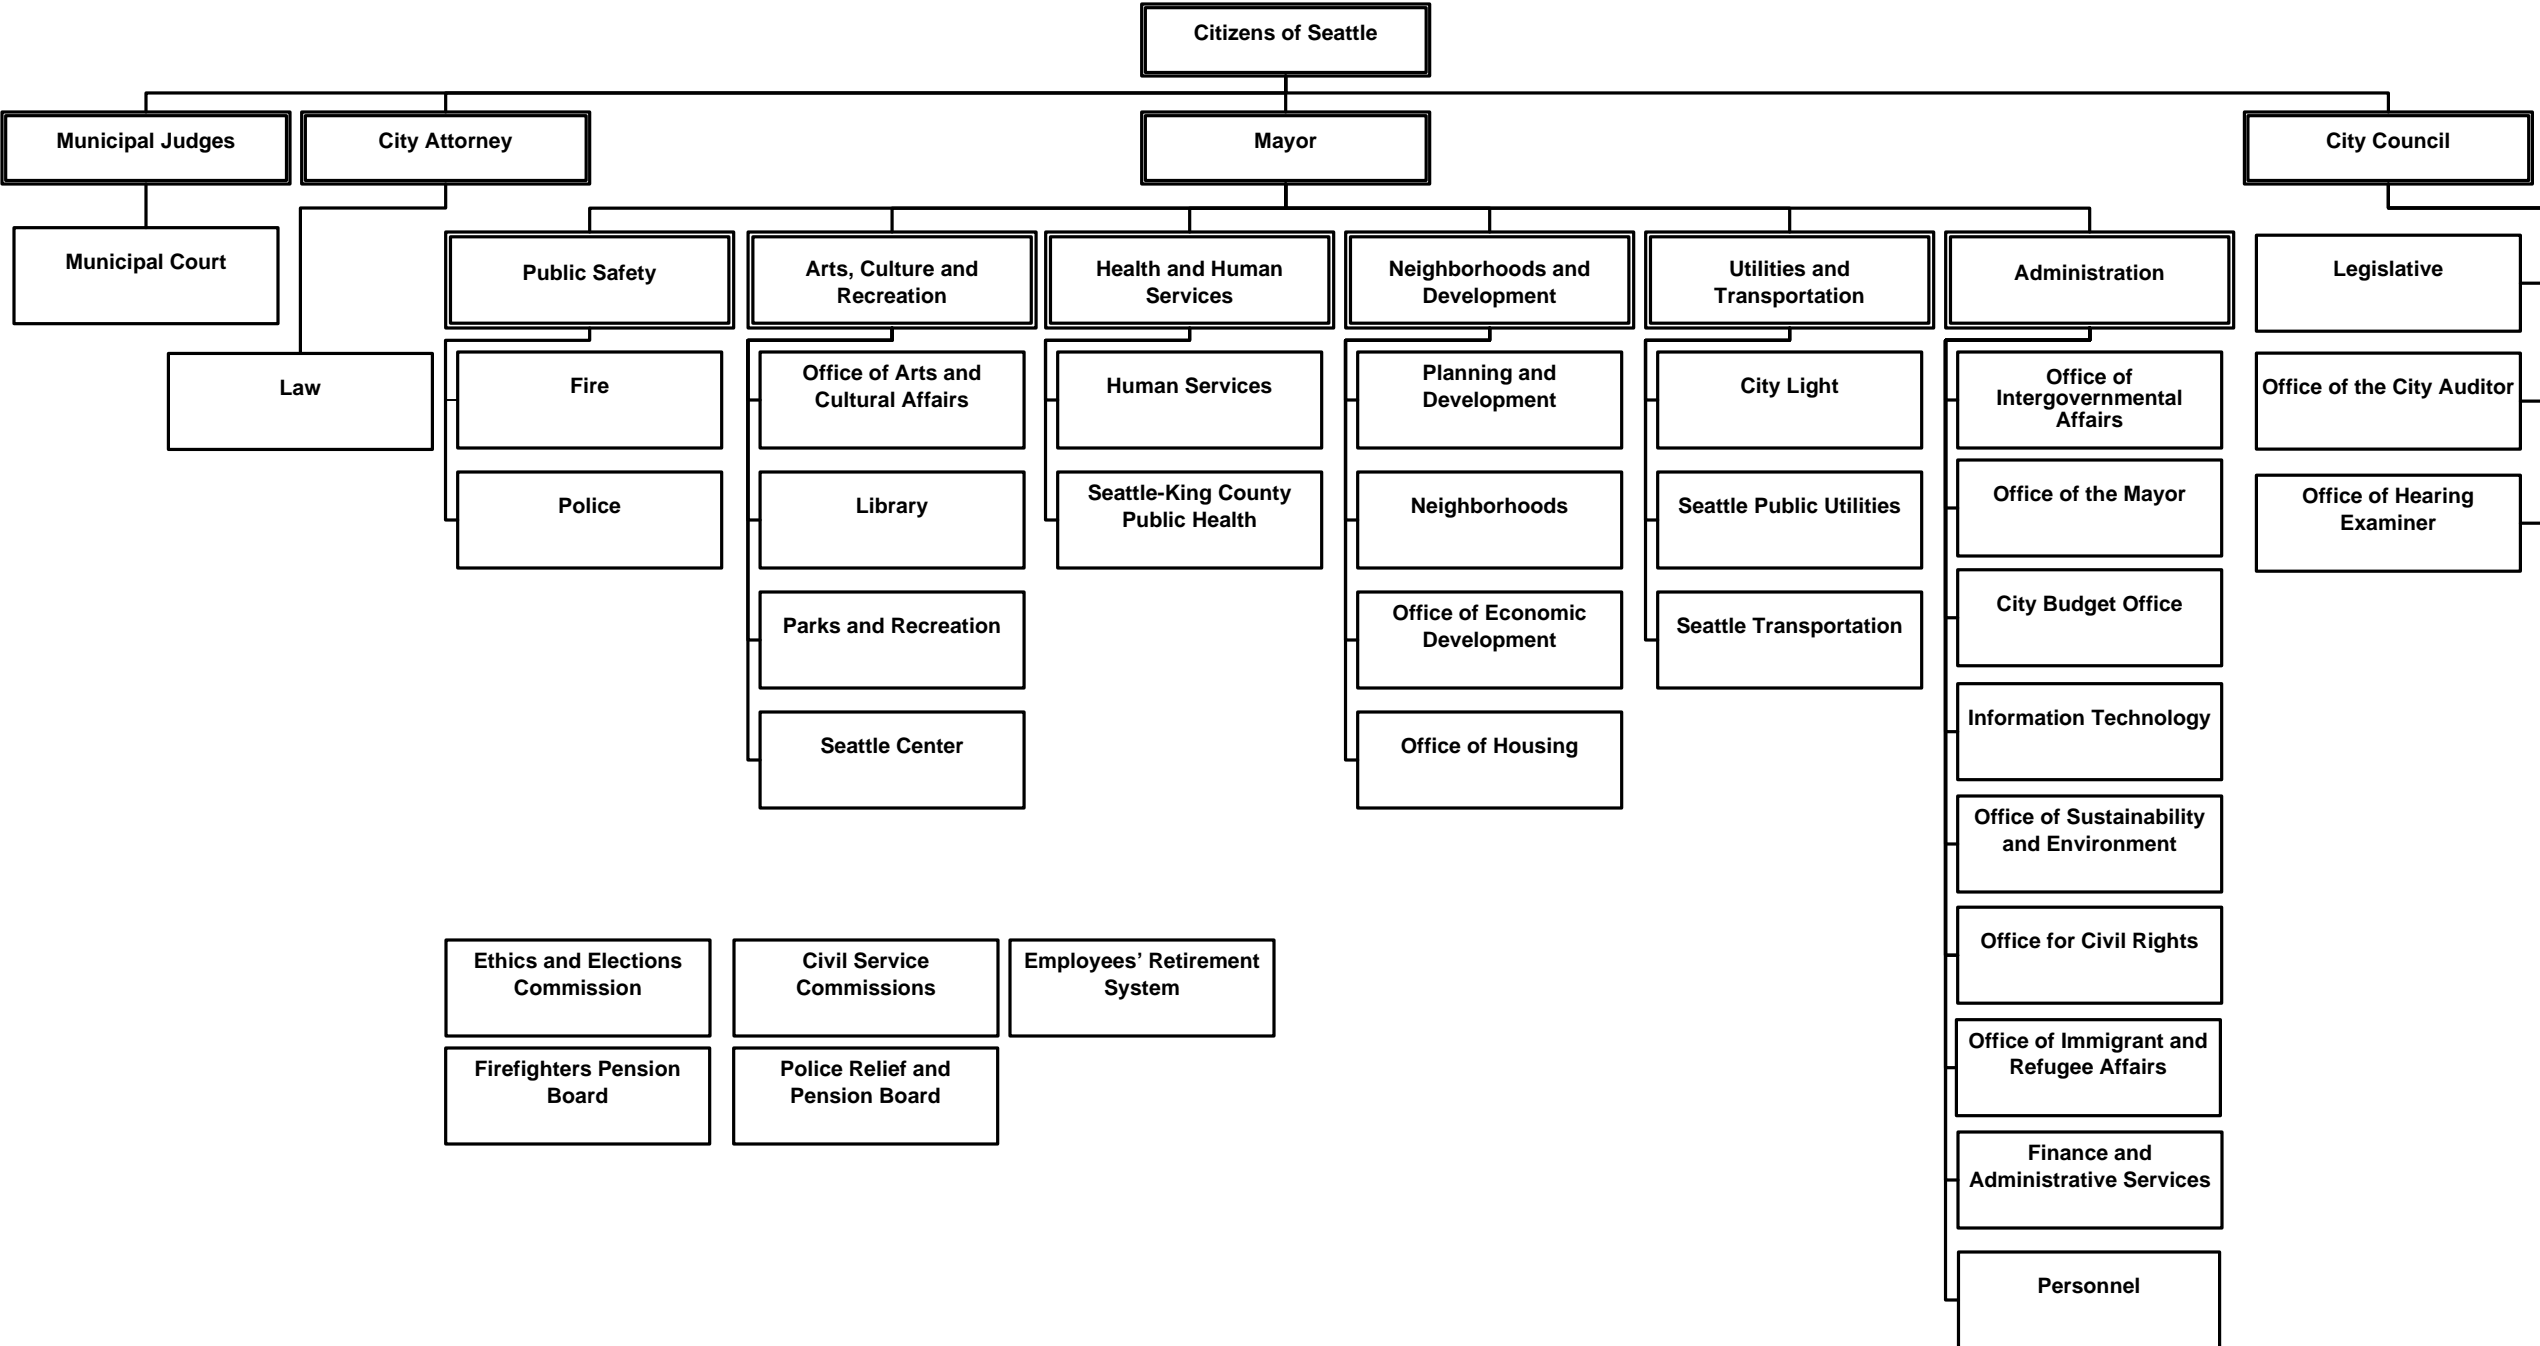 Citizens of Seattle
Municipal Judges
City Attorney
Mayor
City Council
Municipal Court
Law
Public Safety
Arts, Culture and
Recreation
Health and Human
Services
Neighborhoods and
Development
Utilities and
Transportation
Administration
Legislative
Fire
Police
Office of Arts and
Cultural Affairs
Library
Parks and Recreation
Seattle Center
Human Services
Seattle-King County
Public Health
Planning and
Development
Neighborhoods
Office of Economic
Development
Office of Housing
City Light
Seattle Public Utilities
Seattle Transportation
Office of
Intergovernmental
Affairs
Office of the Mayor
City Budget Office
Information Technology
Office of Sustainability
and Environment
Office for Civil Rights
Office of Immigrant and
Refugee Affairs
Finance and
Administrative Services
Personnel
Office of the City Auditor
Office of Hearing
Examiner
Ethics and Elections
Commission
Civil Service
Commissions
Employees’ Retirement
System
Firefighters Pension
Board
Police Relief and
Pension Board